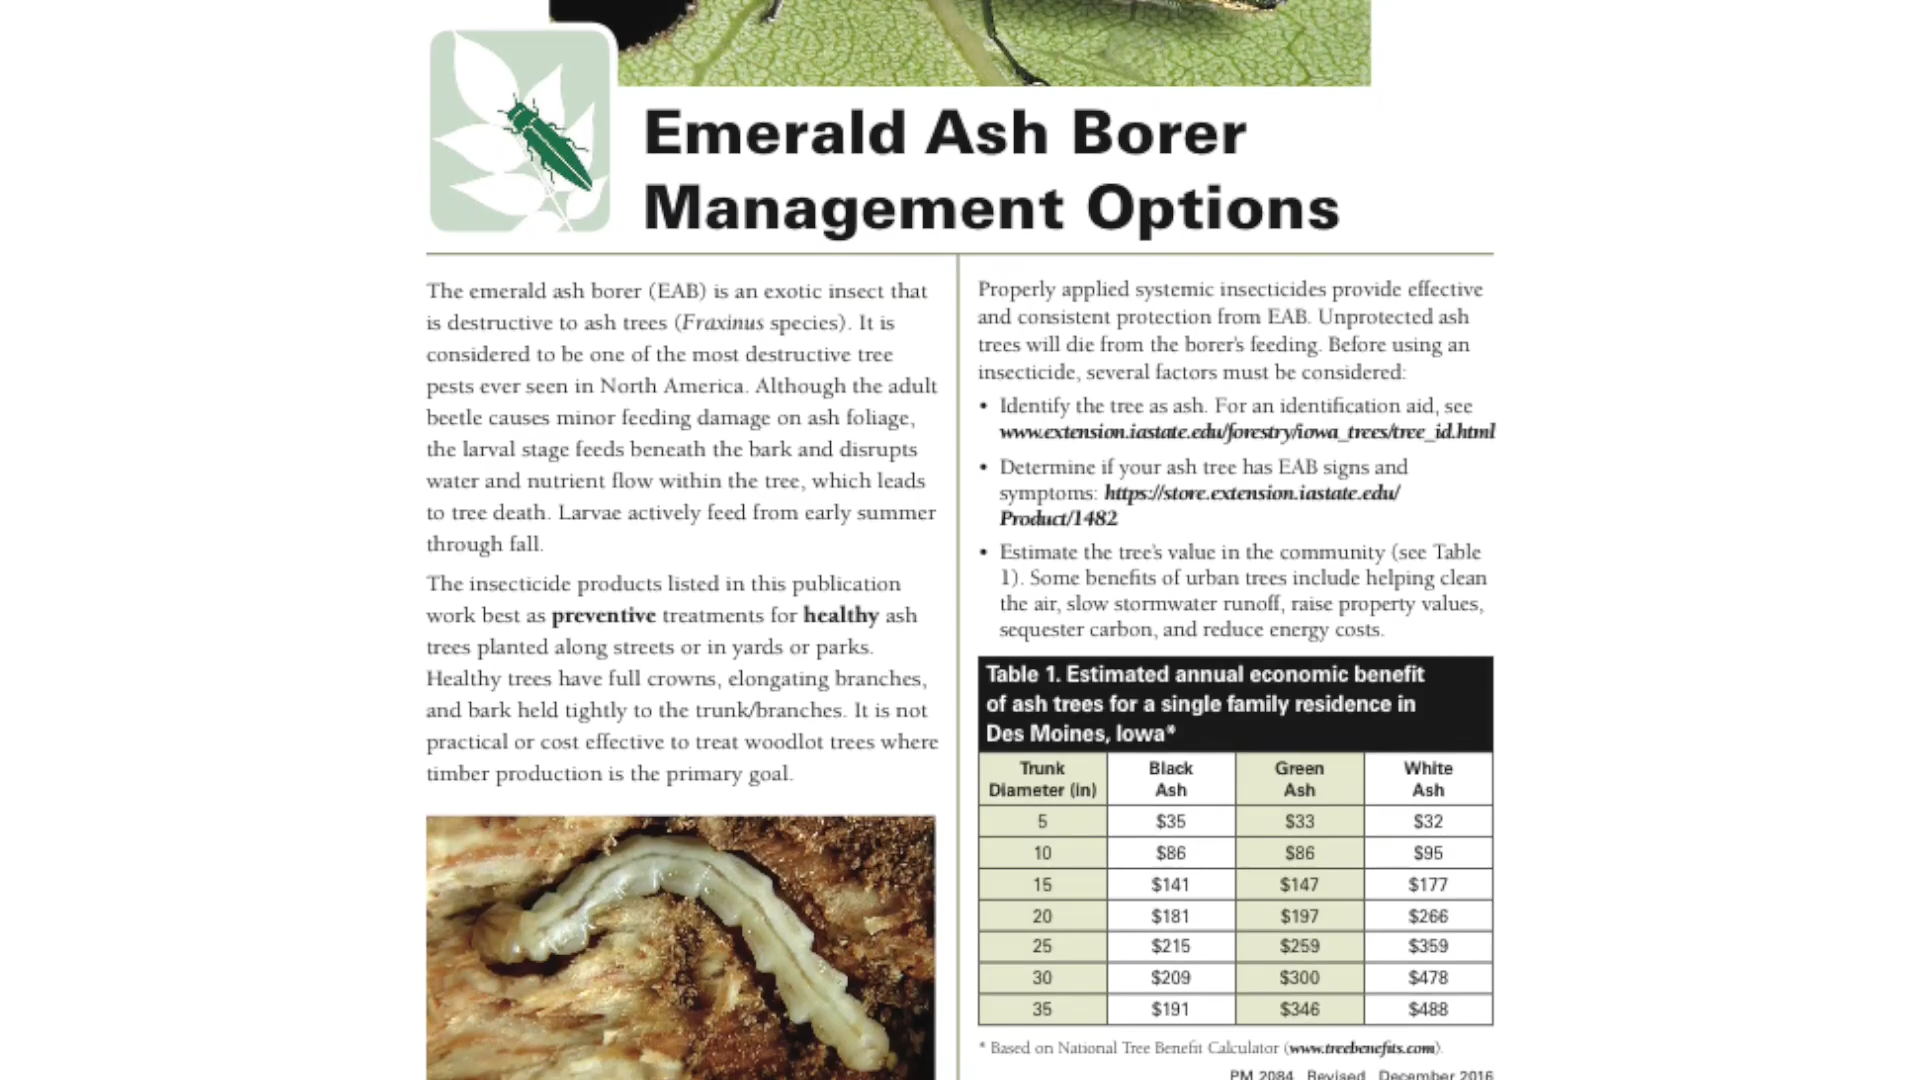 Emerald Ash Borer
Management Options
The emerald ash borer (EAB) is an exotic insect that
is destructive to ash trees (Fraxinus species). It is
considered to be one of the most destructive tree
pests ever seen in North America. Although the adult
beetle causes minor feeding damage on ash foliage,
the larval stage feeds beneath the bark and disrupts
water and nutrient flow within the tree, which leads
to tree death. Larvae actively feed from early summer
through fall.
The insecticide products listed in this publication
work best as preventive treatments for healthy ash
trees planted along streets or in yards or parks.
Healthy trees have full crowns, elongating branches,
and bark held tightly to the trunk/branches. It is not
practical or cost effective to treat woodlot trees where
timber production is the primary goal.
Properly applied systemic insecticides provide effective
and consistent protection from EAB. Unprotected ash
trees will die from the borer's feeding. Before using an
insecticide, several factors must be considered:
• Identify the tree as ash. For an identification aid, see
www.extension.iastate.edu/forestry/iowa_trees/tree_id.html
• Determine if your ash tree has EAB signs and
symptoms: https://store.extension.iastate.edu/
Product/1482
• Estimate the tree's value in the community (see Table
1). Some benefits of urban trees include helping clean
the air, slow stormwater runoff, raise property values,
sequester carbon, and reduce energy costs.
Table 1. Estimated annual economic benefit
of ash trees for a single family residence in
Des Moines, Iowa*
Trunk Black Green White
Diameter (in) Ash Ash Ash
5 $35 $33 $32
10 $86 $86 $95
15 $141 $147 $177
20 $181 $197 $266
25 $215 $259 $359
30 $209 $300 $478
35 $191 $346 $488
* Based on National Tree Benefit Calculator (www.treebenefits.com).
PM 2084 Revised December 2016